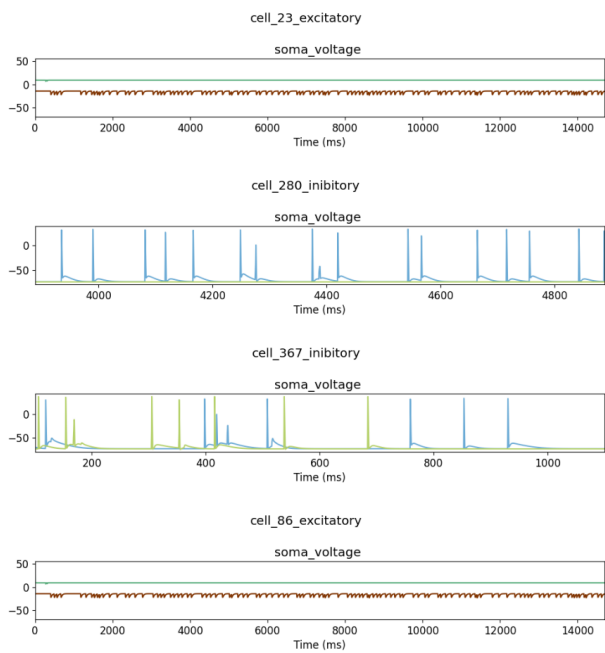 cell_23_excitatory
soma_voltage
50
0
−50
0 2000 4000 6000 8000 10000 12000 14000
Time (ms)
cell_280_inibitory
soma_voltage
0
−50
4000 4200 4400 4600 4800
Time (ms)
cell_367_inibitory
soma_voltage
0
−50
200 400 600 800 1000
Time (ms)
cell_86_excitatory
soma_voltage
50
0
−50
0 2000 4000 6000 8000 10000 12000 14000
Time (ms)